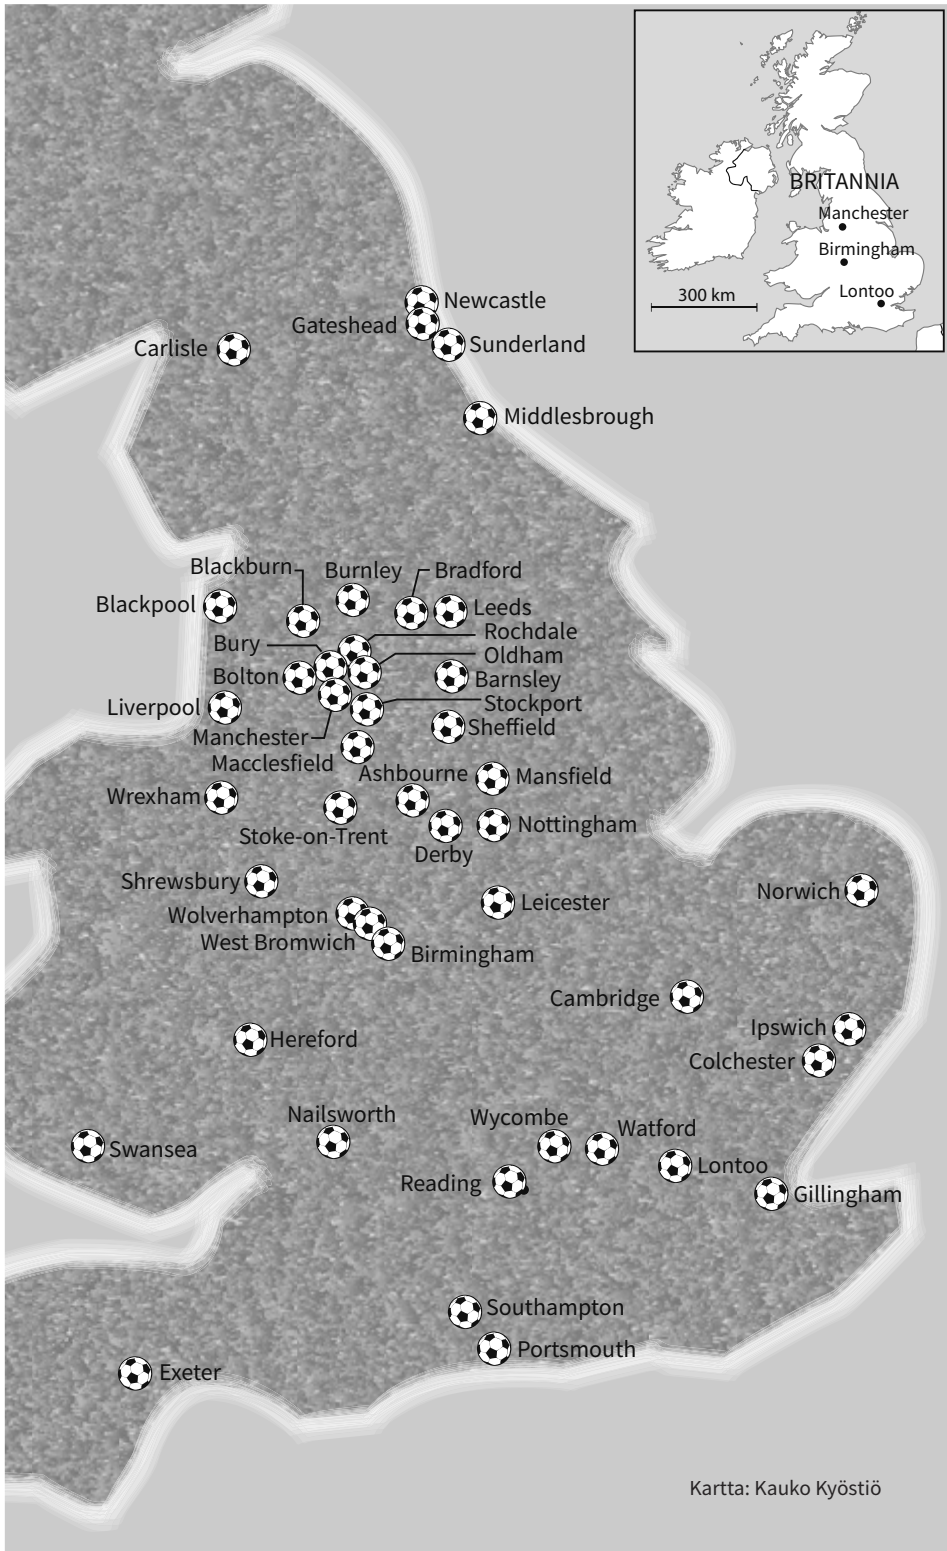 BRITANNIA
Manchester
Birmingham
Lontoo
300 km
Newcastle
Gateshead
Sunderland
Carlisle
Middlesbrough
Blackburn
Burnley
Bradford
Blackpool
Leeds
Rochdale
Bury
Oldham
Bolton
Barnsley
Stockport
Liverpool
Sheffield
Manchester
Macclesfield
Ashbourne
Mansfield
Wrexham
Stoke-on-Trent
Nottingham
Derby
Shrewsbury
Norwich
Leicester
Wolverhampton
West Bromwich
Birmingham
Cambridge
Ipswich
Hereford
Colchester
Nailsworth
Wycombe
Watford
Swansea
Lontoo
Reading
Gillingham
Southampton
Portsmouth
Exeter
Kartta: Kauko Kyöstiö